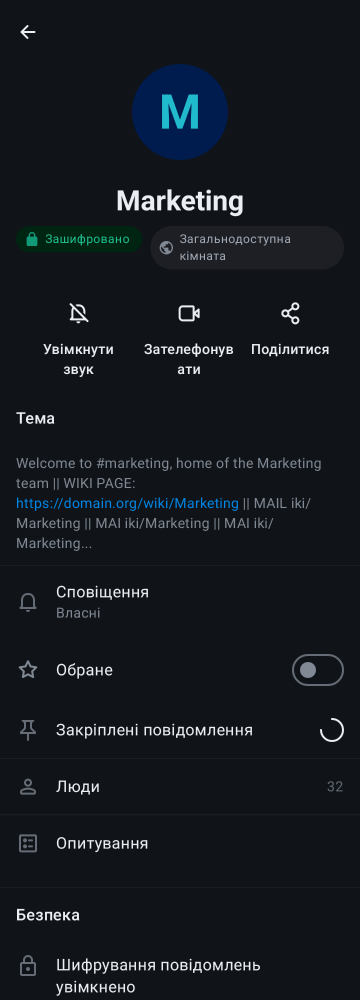 M
Marketing
Зашифровано
Загальнодоступна
кімната
Увімкнути
звук
Зателефонув
ати
Поділитися
Тема
Welcome to #marketing, home of the Marketing
team || WIKI PAGE:
https://domain.org/wiki/Marketing || MAIL iki/
Marketing || MAI iki/Marketing || MAI iki/
Marketing...
Сповіщення
Власні
Обране
Закріплені повідомлення
Люди
32
Опитування
Безпека
Шифрування повідомлень
увімкнено